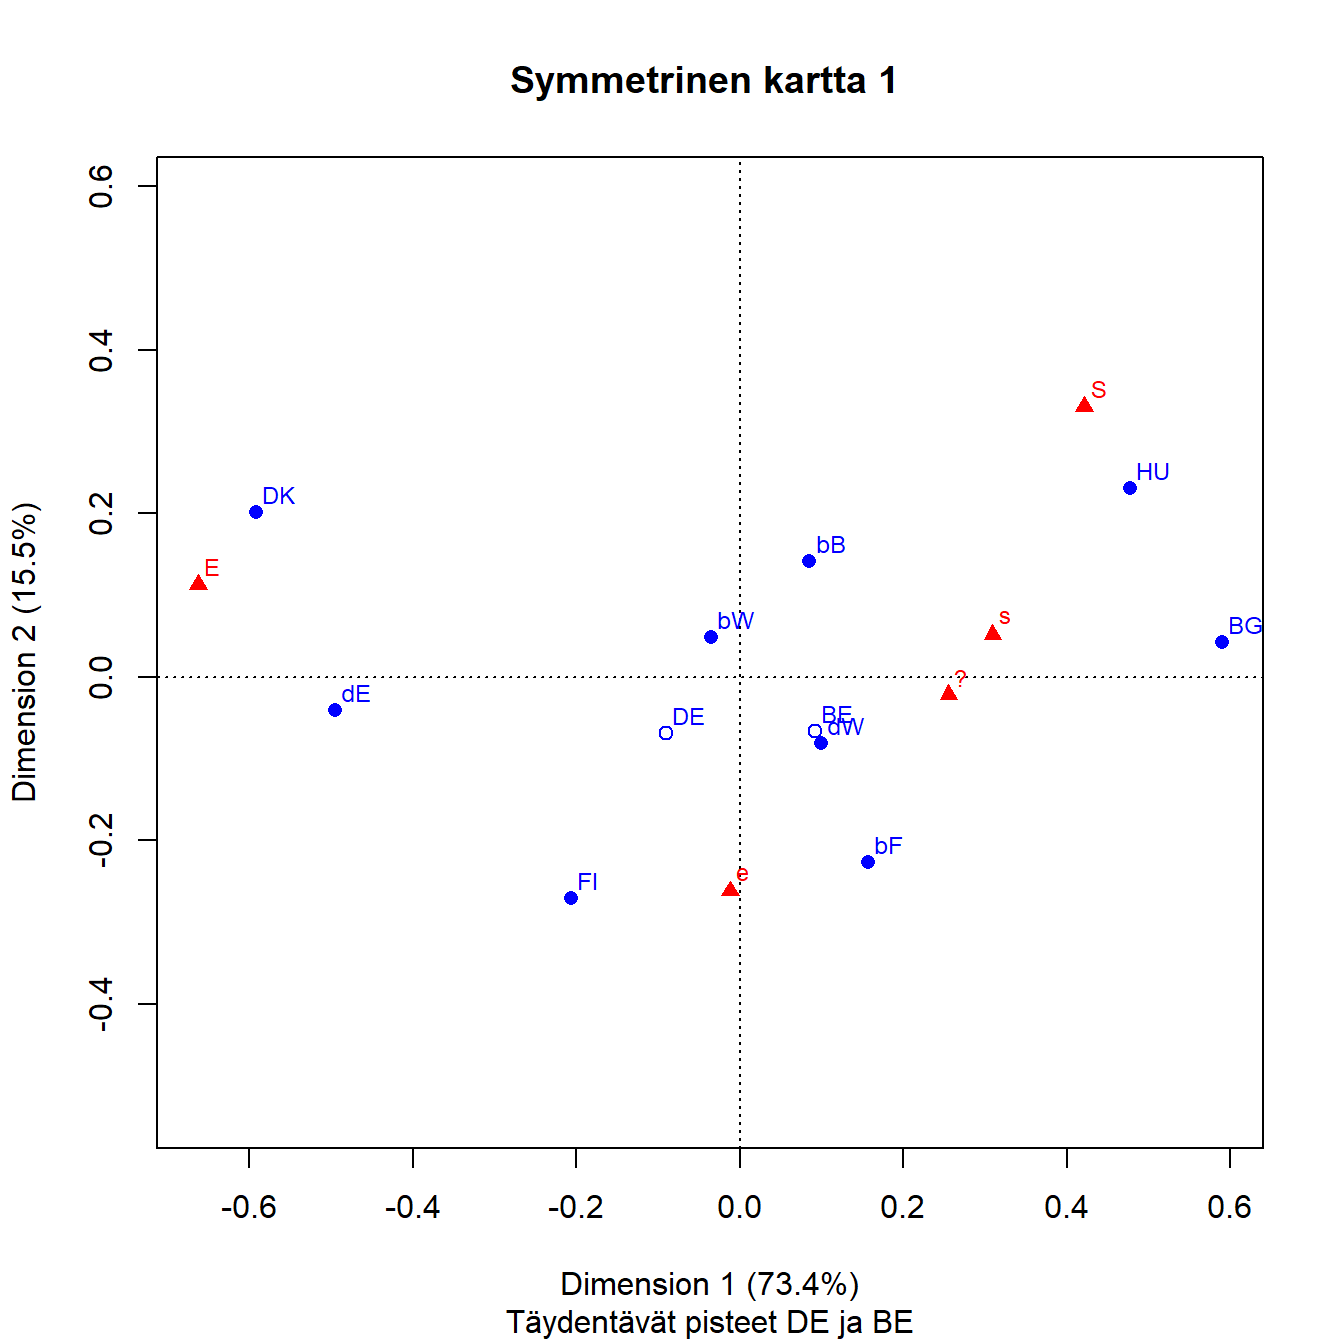 Symmetrinen kartta 1
Dimension 2 (15.5%)
0.6
0.4
0.2
0.0
-0.2
-0.4
S
HU
DK
bB
E
s
bW
BG
?
dE
DE
BE
dW
bF
e
FI
-0.6 -0.4 -0.2 0.0 0.2 0.4 0.6
Dimension 1 (73.4%)
Täydentävät pisteet DE ja BE